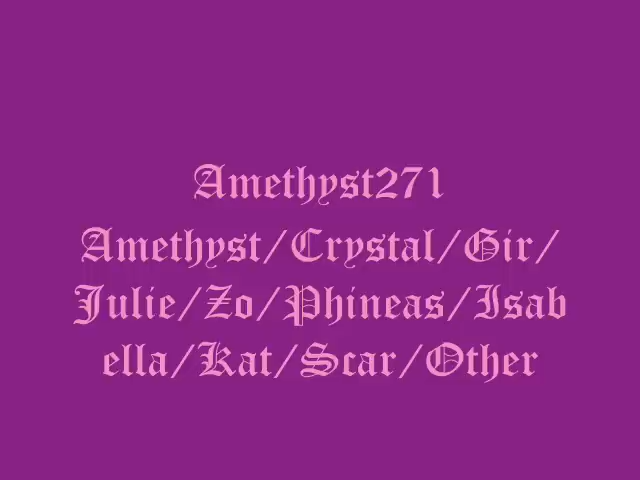 Amethyst271
Amethyst/Crystal/Gir/
Julie/Zo/Phineas/Isab
ella/Kat/Scar/Other